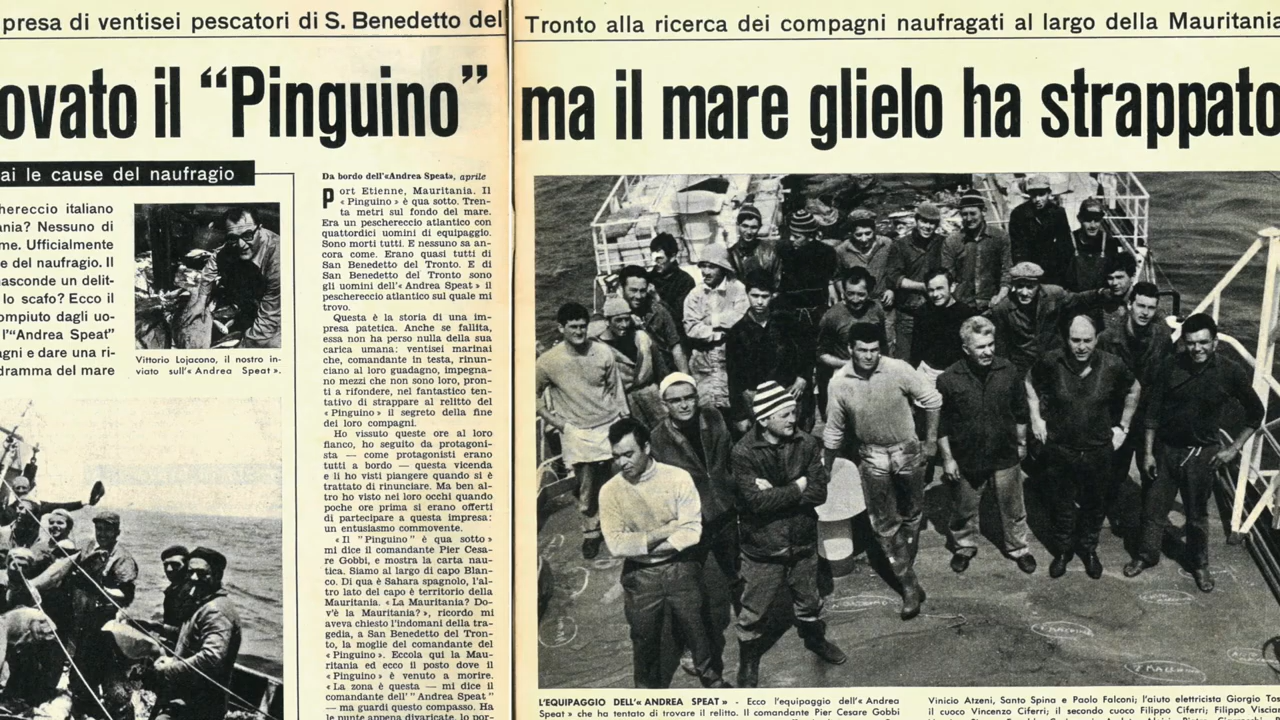 presa di ventisei pescatori di S. Benedetto del
Tronto alla ricerca dei compagni naufragati al largo della Mauritania
ovato il “Pinguino”
ma il mare glielo ha strappato
ai le cause del naufragio
hereccio italiano
ania? Nessuno di
me. Ufficialmente
e del naufragio. Il
nasconde un delit-
lo scafo? Ecco il
ompiuto dagli uo-
l'“Andrea Speat”
agni e dare una ri-
dramma del mare
Vittorio Lojacono, il nostro in-
viato sull'« Andrea Speat ».
Da bordo dell'«Andrea Speat», aprile
Port Etienne, Mauritania. Il
« Pinguino » è qua sotto. Tren-
ta metri sul fondo del mare.
Era un peschereccio atlantico con
quattordici uomini di equipaggio.
Sono morti tutti. E nessuno sa an-
cora come. Erano quasi tutti di
San Benedetto del Tronto. E di
San Benedetto del Tronto sono
gli uomini dell'« Andrea Speat » il
peschereccio atlantico sul quale mi
trovo.
Questa è la storia di una im-
presa patetica. Anche se fallita,
essa non ha perso nulla della sua
carica umana: ventisei marinai
che, comandante in testa, rinun-
ciano al loro guadagno, impegna-
no mezzi che non sono loro, pron-
ti a rifondere, nel fantastico ten-
tativo di strappare al relitto del
« Pinguino » il segreto della fine
del loro compagni.
Ho vissuto queste ore al loro
fianco, ho seguito da protagoni-
sta — come protagonisti erano
tutti a bordo — questa vicenda
e li ho visti piangere quando si è
trattato di rinunciare. Ma ben al-
tro ho visto nei loro occhi quando
poche ore prima si erano offerti
di partecipare a questa impresa:
un entusiasmo commovente.
« Il " Pinguino " è qua sotto »
mi dice il comandante Pier Cesa-
re Gobbi, e mostra la carta nau-
tica. Siamo al largo di capo Blan-
co. Di qua è Sahara spagnolo, l'al-
tro lato del capo è territorio della
Mauritania. « La Mauritania? Do-
v'è la Mauritania? », ricordo mi
aveva chiesto l'indomani della tra-
gedia, a San Benedetto del Tron-
to, la moglie del comandante del
« Pinguino ». Eccola qui la Mau-
ritania ed ecco il posto dove il
« Pinguino » è venuto a morire.
« La zona è questa — mi dice il
comandante dell' " Andrea Speat "
— ma guardi questo compasso. Ha
le punte appena divaricate, lo por-
L'EQUIPAGGIO DELL'« ANDREA SPEAT » - Ecco l'equipaggio dell'« Andrea
Speat » che ha tentato di trovare il relitto. Il comandante Pier Cesare Gobbi
Vinicio Atzeni, Santo Spina e Paolo Falconi; l'aiuto elettricista Giorgio
il cuoco Vincenzo Ciferri; il secondo cuoco Filippo Ciferri; Filippo